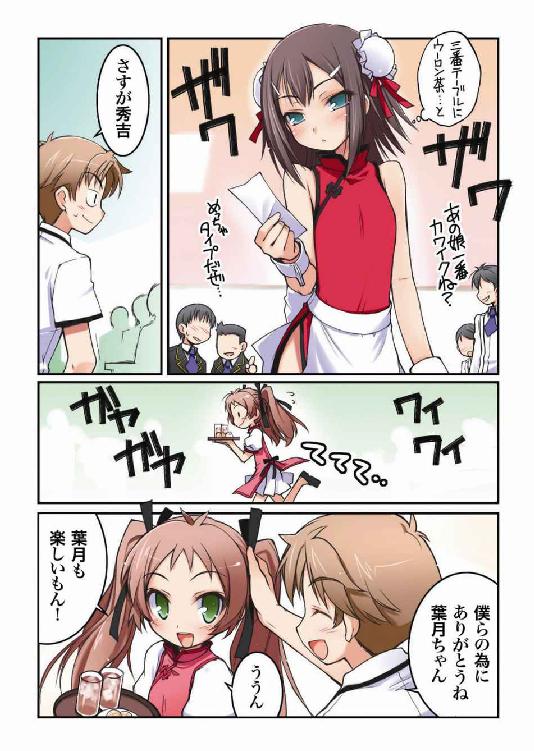 三番テーブルに
ウーロン茶…と
ザワ
ザワ
あの娘一番
カワイクね?
めちゃ
タイプだぜ…
さすが秀吉
ワイ
ワイ
ててて‥
ガヤ
ガヤ
僕らの為に
ありがとうね
葉月ちゃん
ううん
葉月も
楽しいもん!